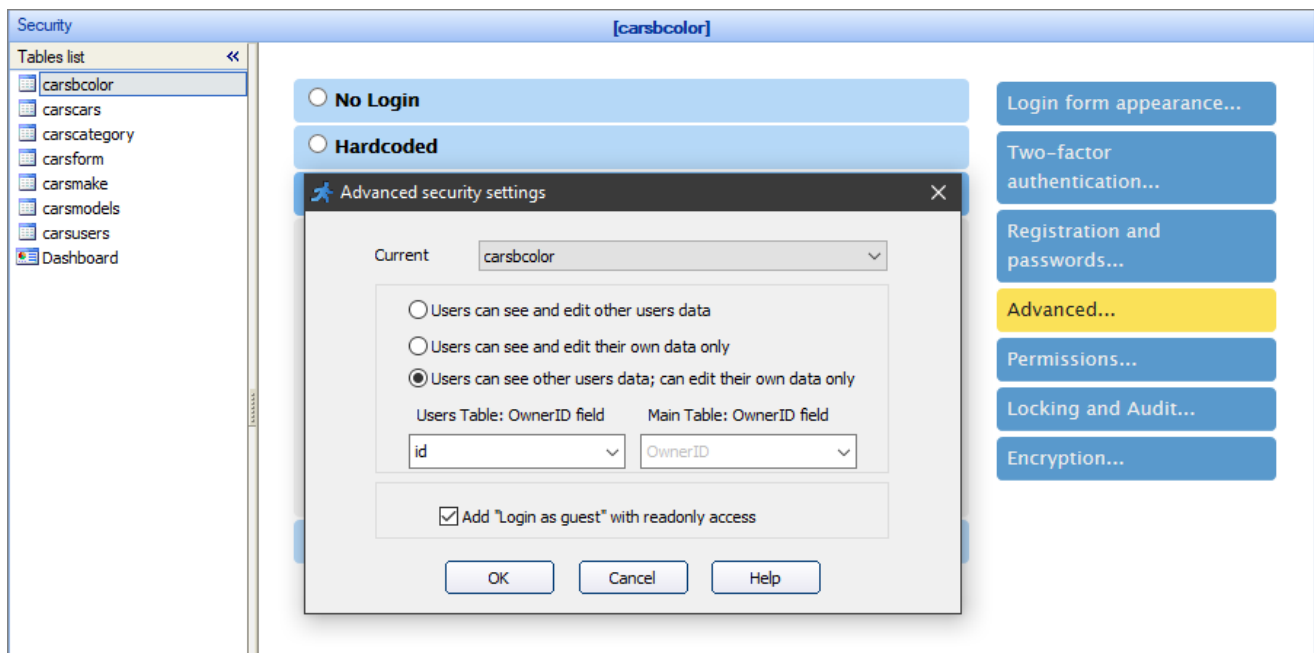 Security
[carsbcolor]
Tables list
«
carsbcolor
carscars
carscategory
carsform
carsmake
carsmodels
carsusers
Dashboard
No Login
Hardcoded
Advanced security settings
Current
carsbcolor
Users can see and edit other users data
Users can see and edit their own data only
Users can see other users data; can edit their own data only
Users Table: OwnerID field
Main Table: OwnerID field
id
OwnerID
Add "Login as guest" with readonly access
OK
Cancel
Help
Login form appearance...
Two-factor
authentication...
Registration and
passwords...
Advanced...
Permissions...
Locking and Audit...
Encryption...